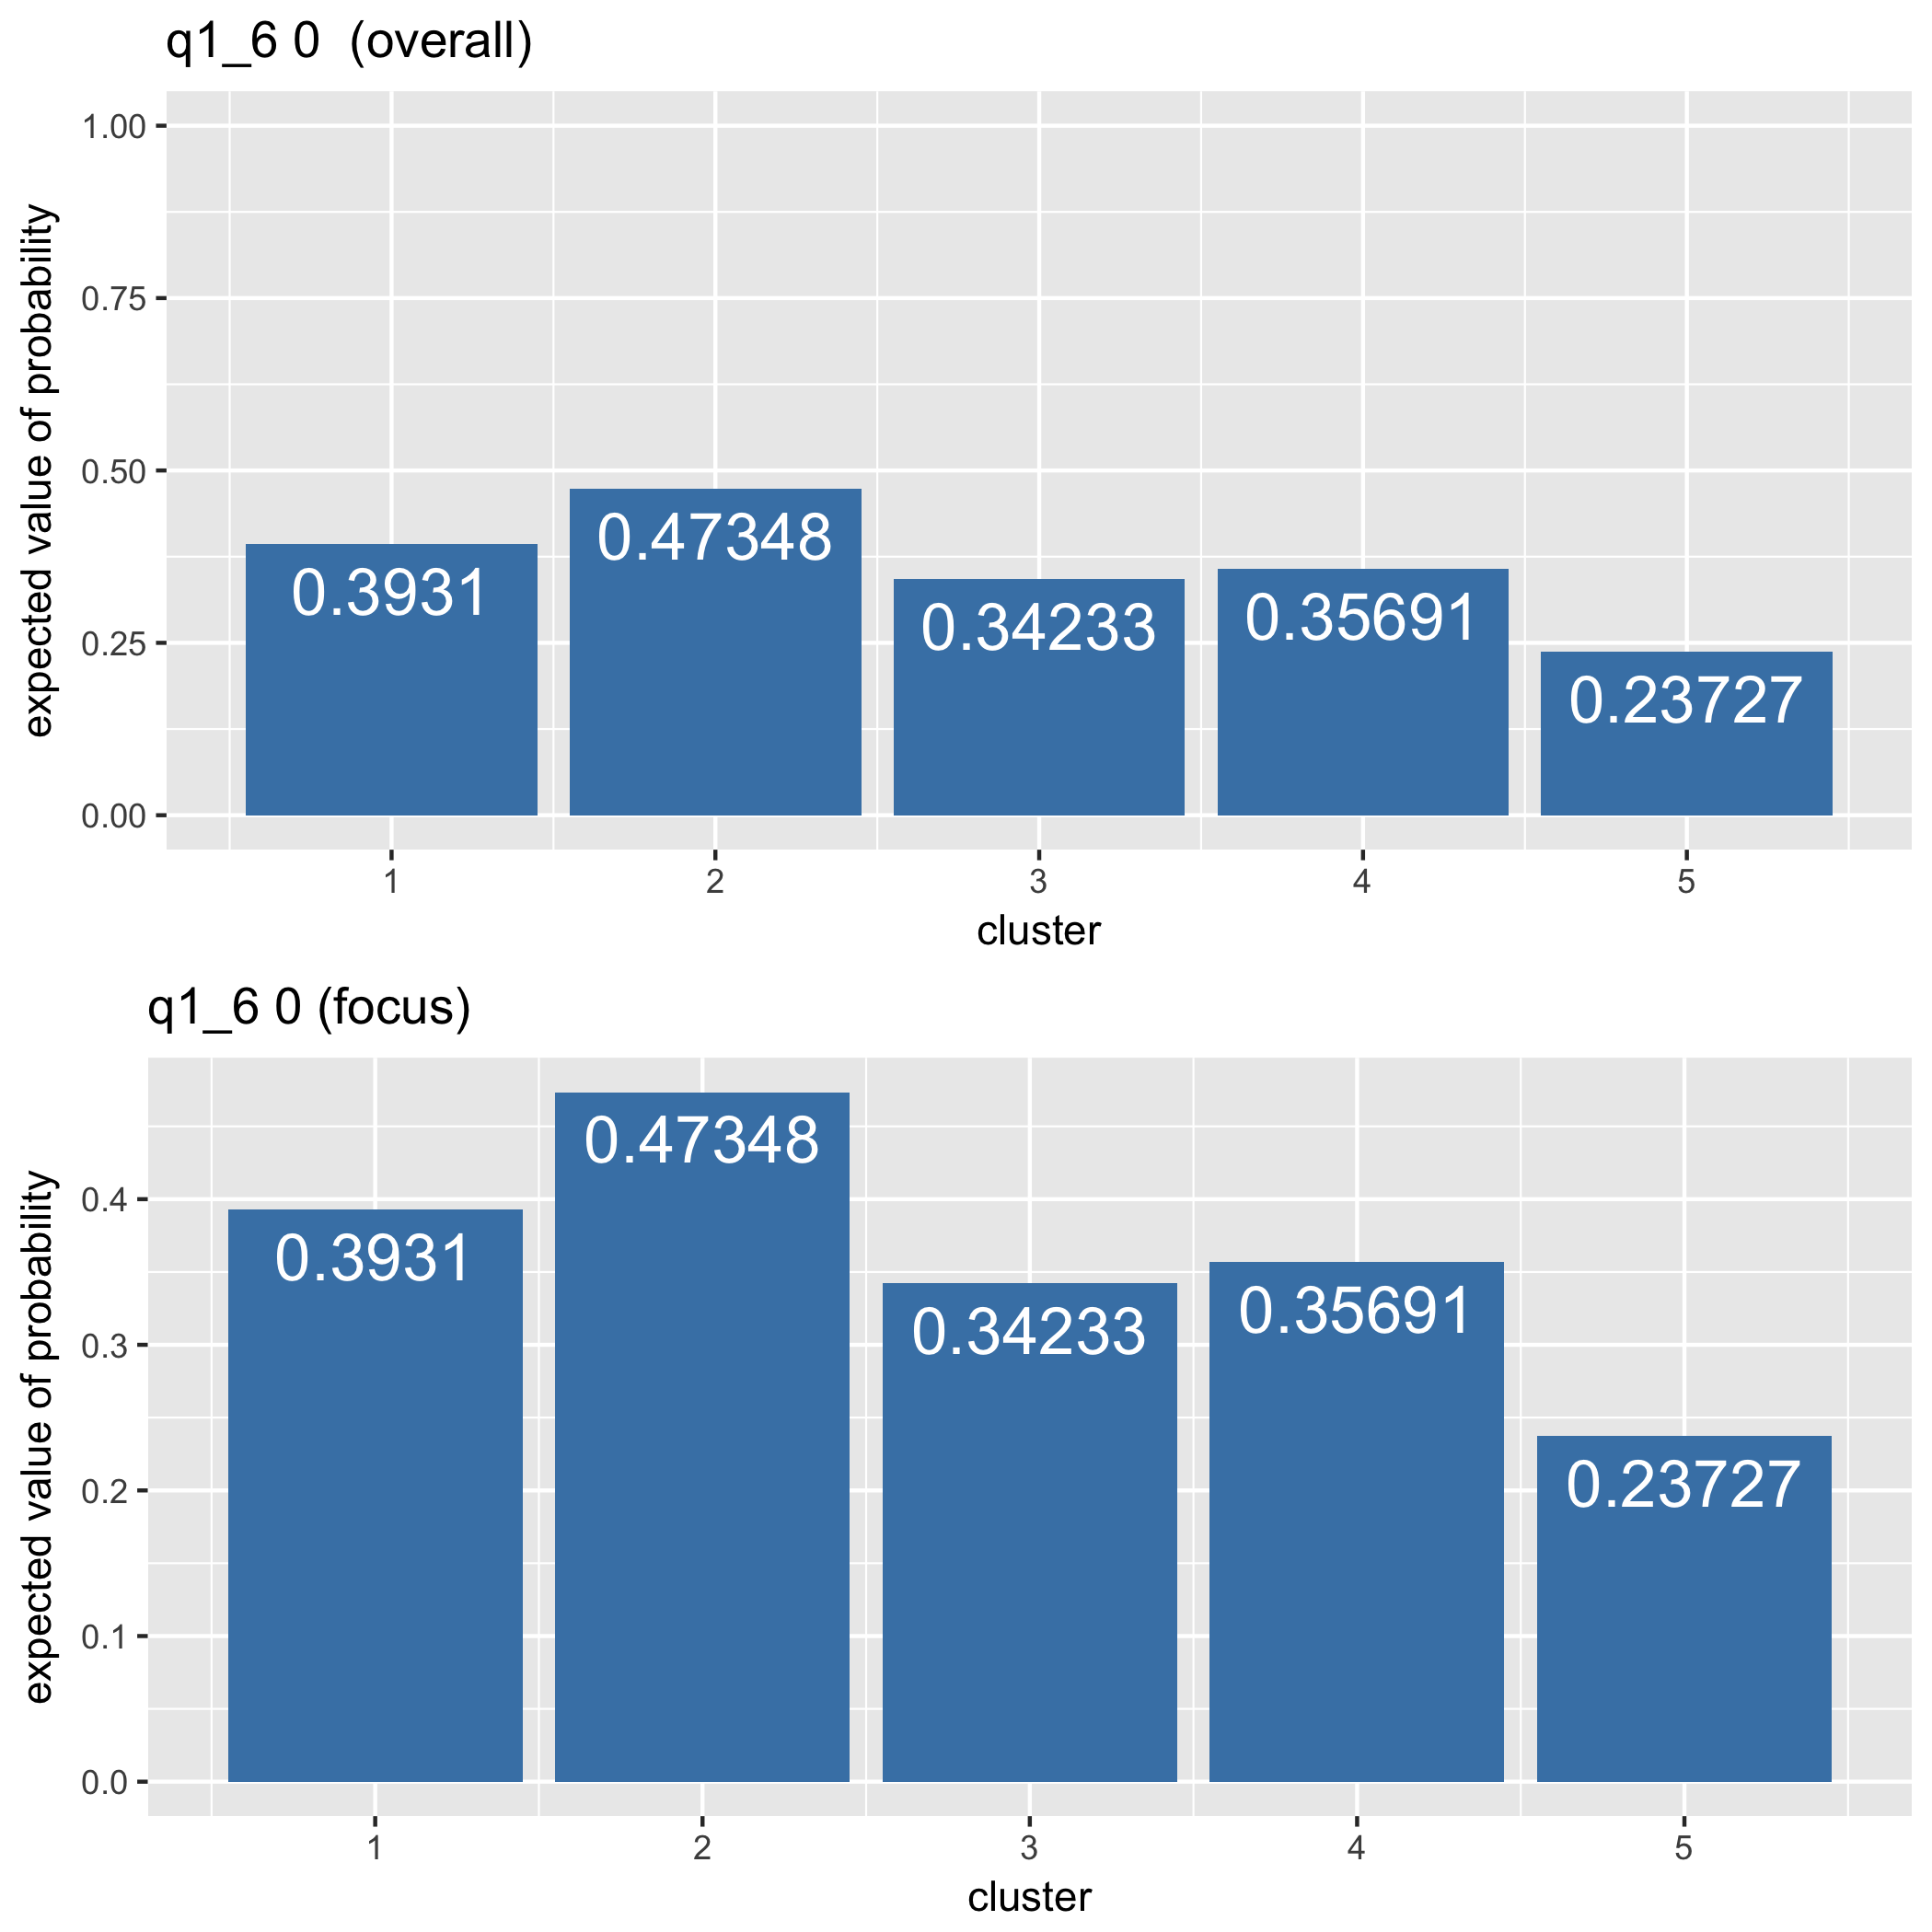 q1_6 0  (overall)
expected value of probability
1.00
0.75
0.50
0.25
0.00
0.3931
0.47348
0.34233
0.35691
0.23727
1 2 3 4 5
cluster
q1_6 0 (focus)
expected value of probability
0.4
0.3
0.2
0.1
0.0
0.3931
0.47348
0.34233
0.35691
0.23727
1 2 3 4 5
cluster